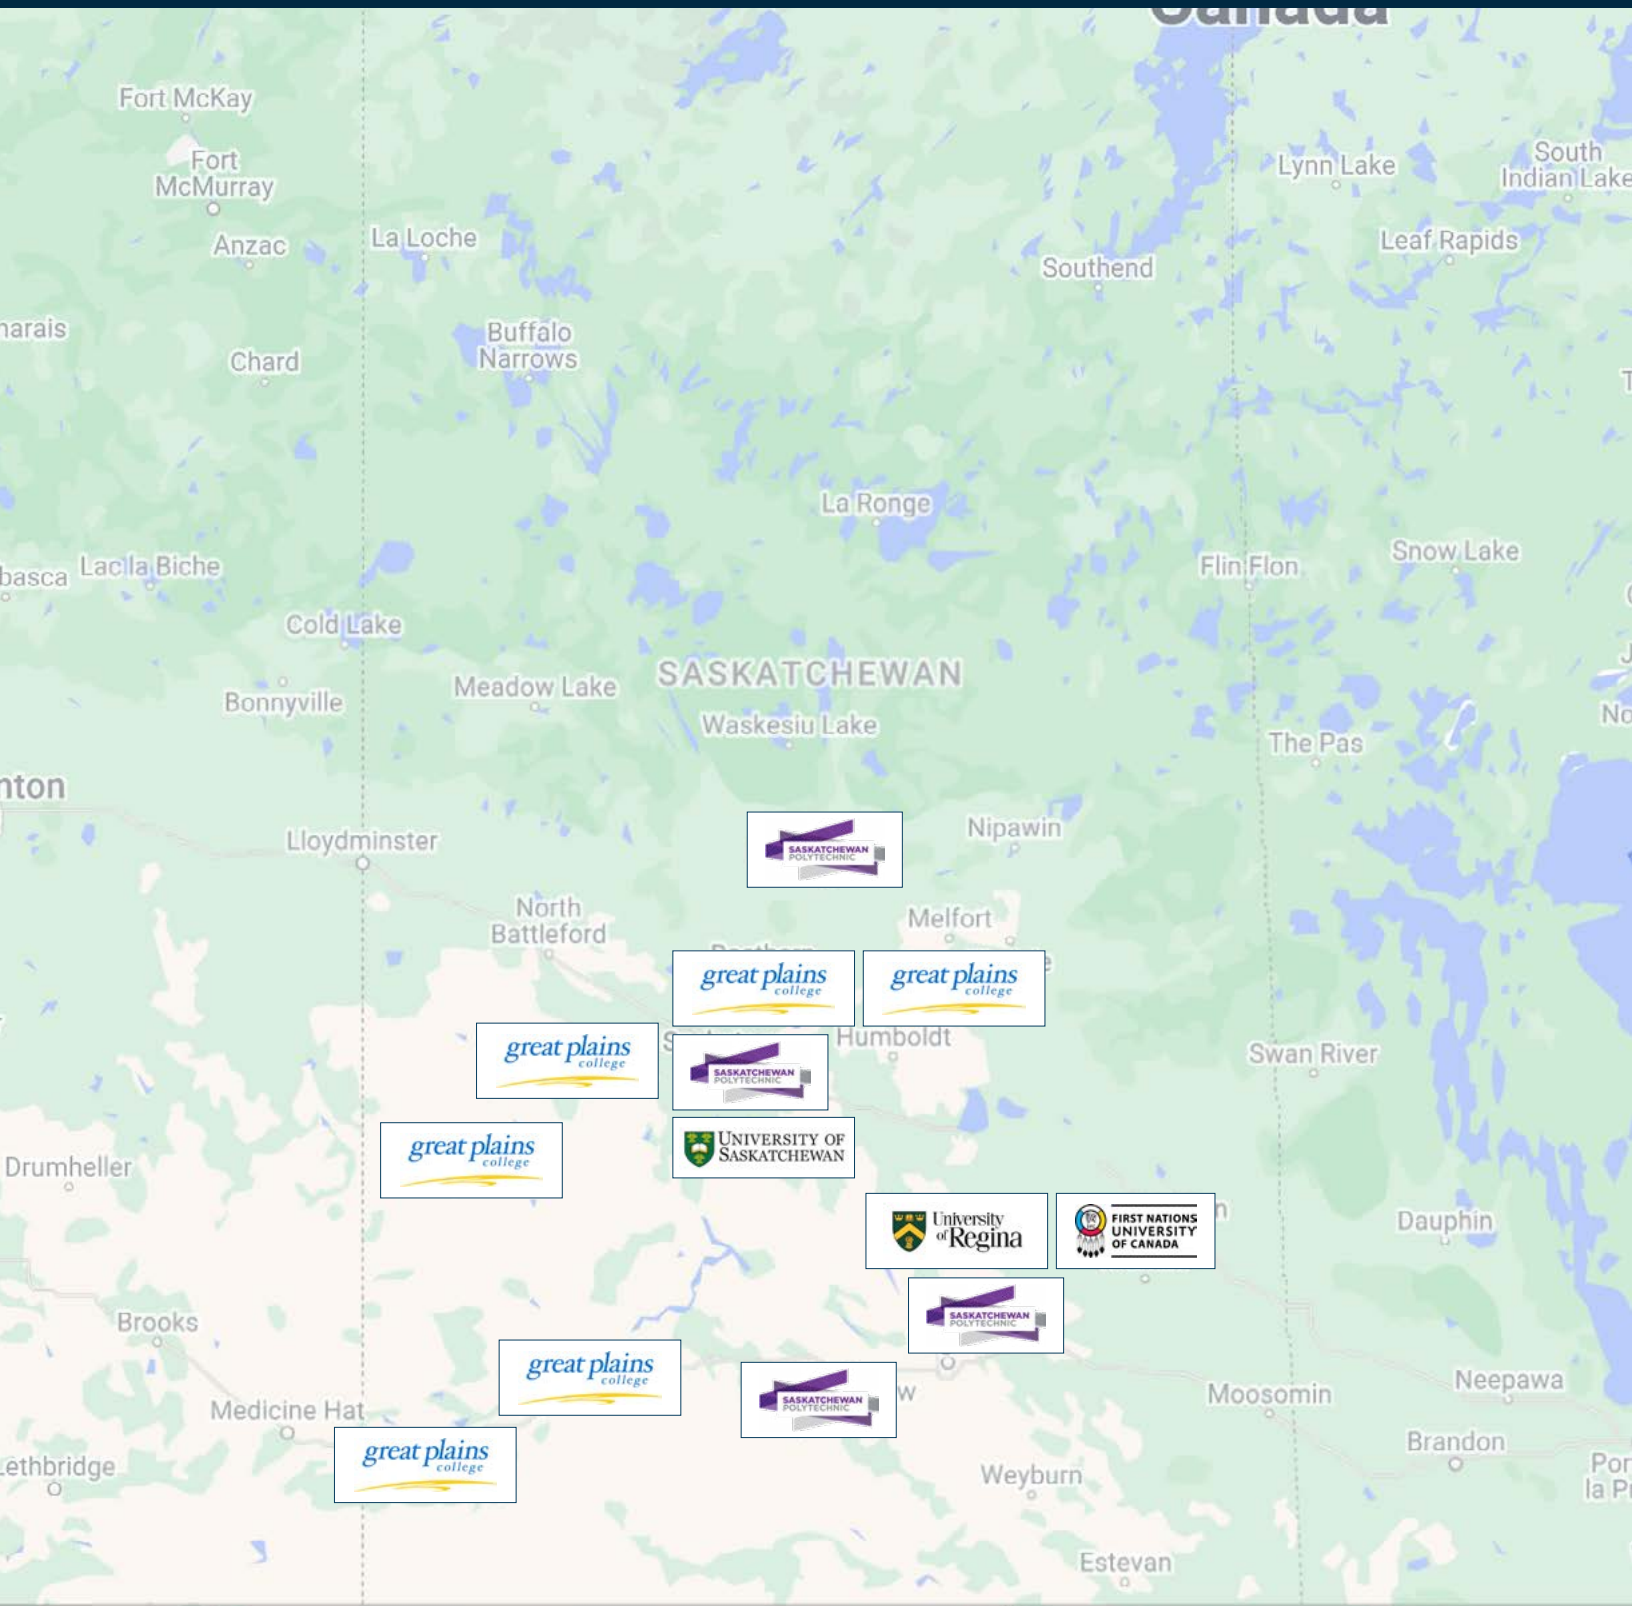 Canada
Fort McKay
Fort
McMurray
Anzac
La Loche
Lynn Lake
South
Indian Lake
Leaf Rapids
Southend
Buffalo
Narrows
Chard
La Ronge
Snow Lake
Flin Flon
Lac la Biche
Cold Lake
SASKATCHEWAN
Meadow Lake
Bonnyville
Waskesiu Lake
The Pas
Lloydminster
Nipawin
SASKATCHEWAN
POLYTECHNIC
North
Battleford
Melfort
great plains
college
great plains
college
Humboldt
great plains
college
SASKATCHEWAN
POLYTECHNIC
Swan River
great plains
college
UNIVERSITY OF
SASKATCHEWAN
Drumheller
University
of Regina
FIRST NATIONS
UNIVERSITY
OF CANADA
Dauphin
Brooks
SASKATCHEWAN
POLYTECHNIC
great plains
college
SASKATCHEWAN
POLYTECHNIC
Moosomin
Neepawa
Medicine Hat
great plains
college
Brandon
Weyburn
Estevan